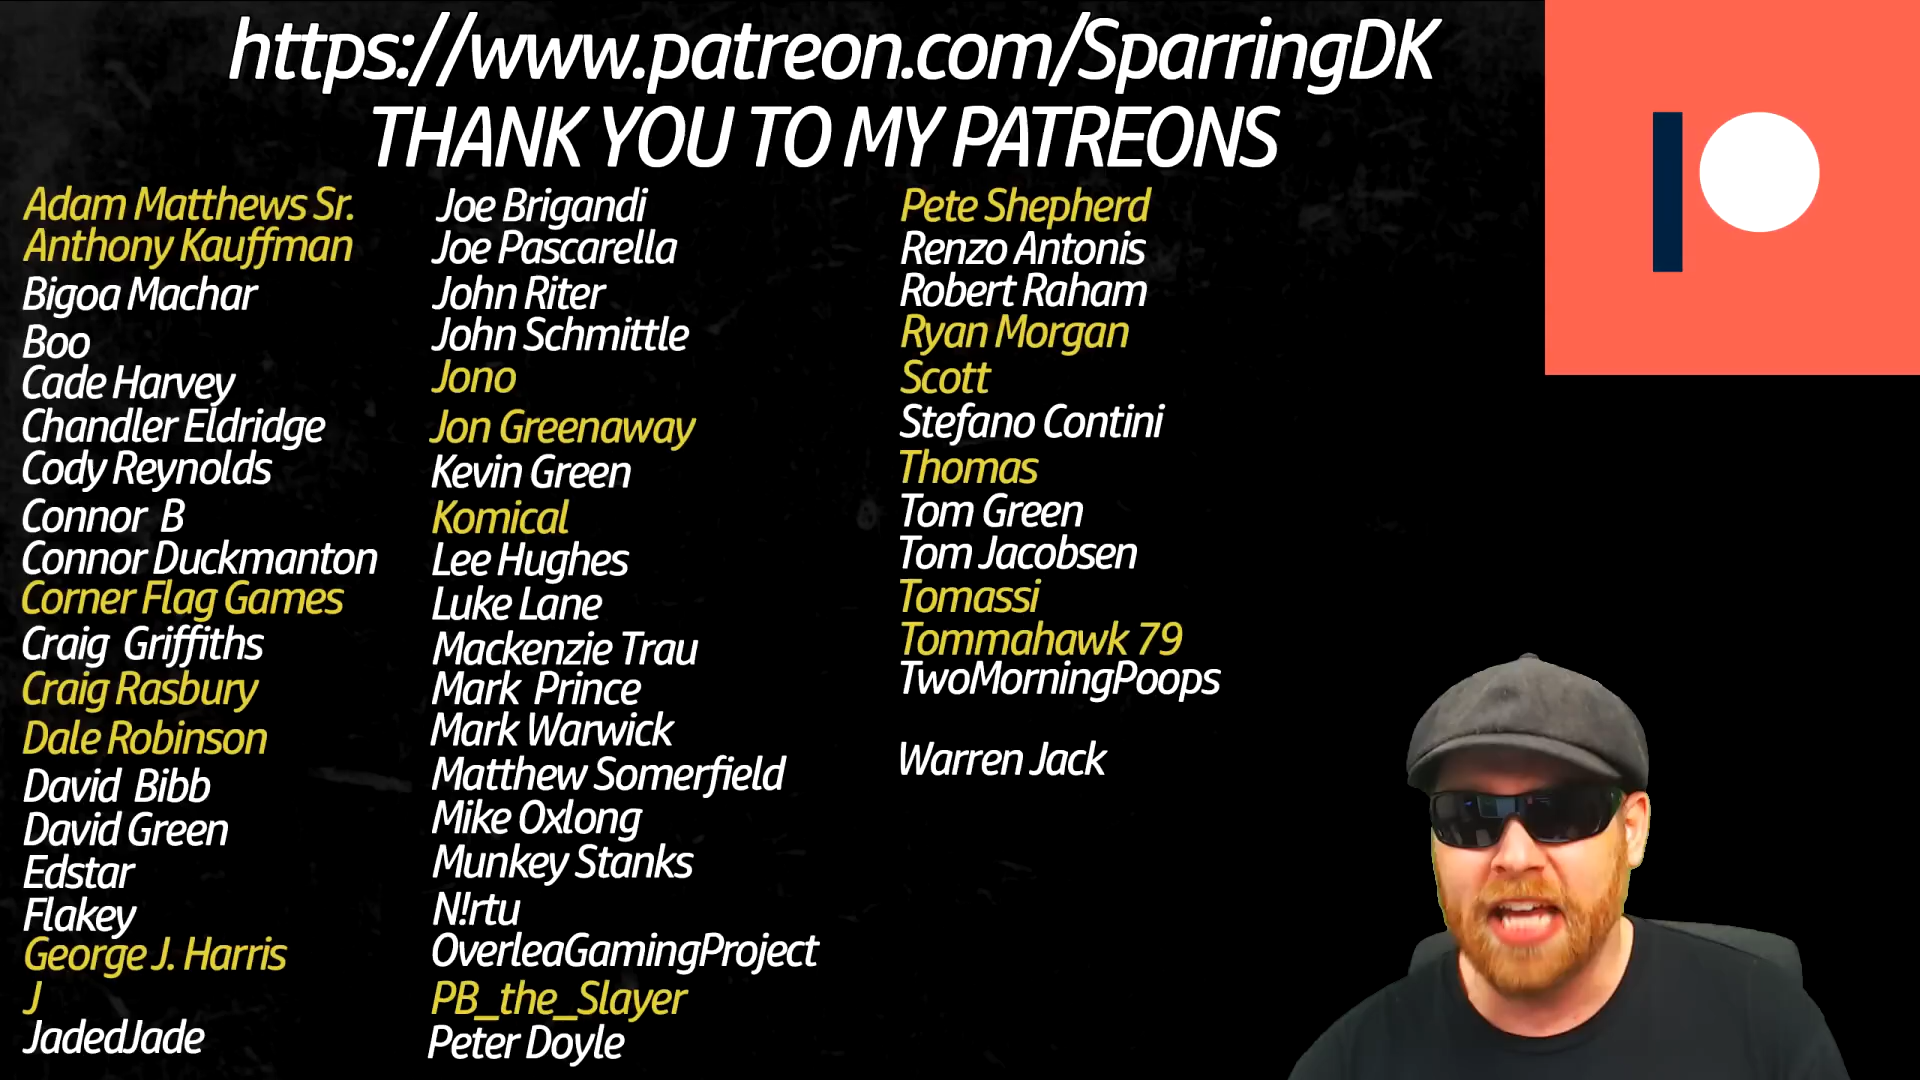 https://www.patreon.com/SparringDK
THANK YOU TO MY PATREONS
Adam Matthews Sr.
Anthony Kauffman
Bigoa Machar
Boo
Cade Harvey
Chandler Eldridge
Cody Reynolds
Connor B
Connor Duckmanton
Corner Flag Games
Craig Griffiths
Craig Rasbury
Dale Robinson
David Bibb
David Green
Edstar
Flakey
George J. Harris
J
JadedJade
Joe Brigandi
Joe Pascarella
John Riter
John Schmittle
Jono
Jon Greenaway
Kevin Green
Komical
Lee Hughes
Luke Lane
Mackenzie Trau
Mark Prince
Mark Warwick
Matthew Somerfield
Mike Oxlong
Munkey Stanks
N!rtu
OverleaGamingProject
PB_the_Slayer
Peter Doyle
Pete Shepherd
Renzo Antonis
Robert Raham
Ryan Morgan
Scott
Stefano Contini
Thomas
Tom Green
Tom Jacobsen
Tomassi
Tommahawk 79
TwoMorningPoops
Warren Jack